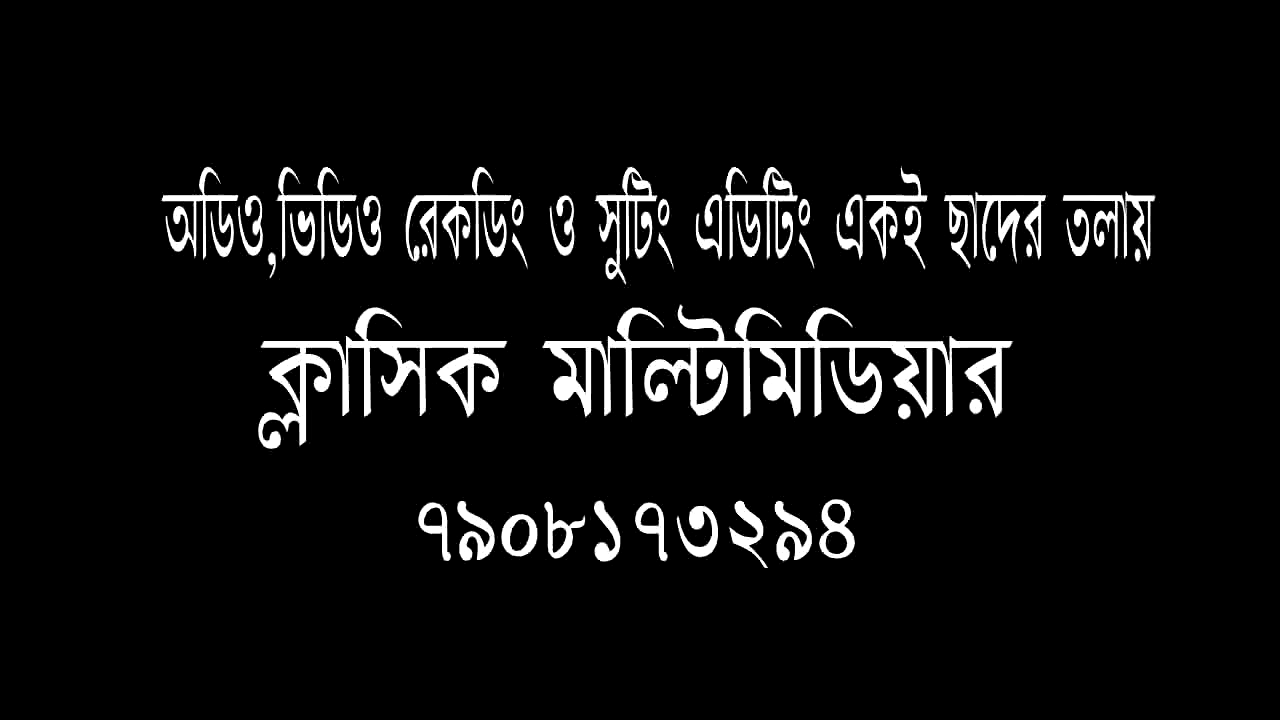 অডিও,ভিডিও রেকডিং ও সুটিং এডিটিং একই ছাদের তলায়
ক্লাসিক মাল্টিমিডিয়ার
৭৯০৮১৭৩২৯৪